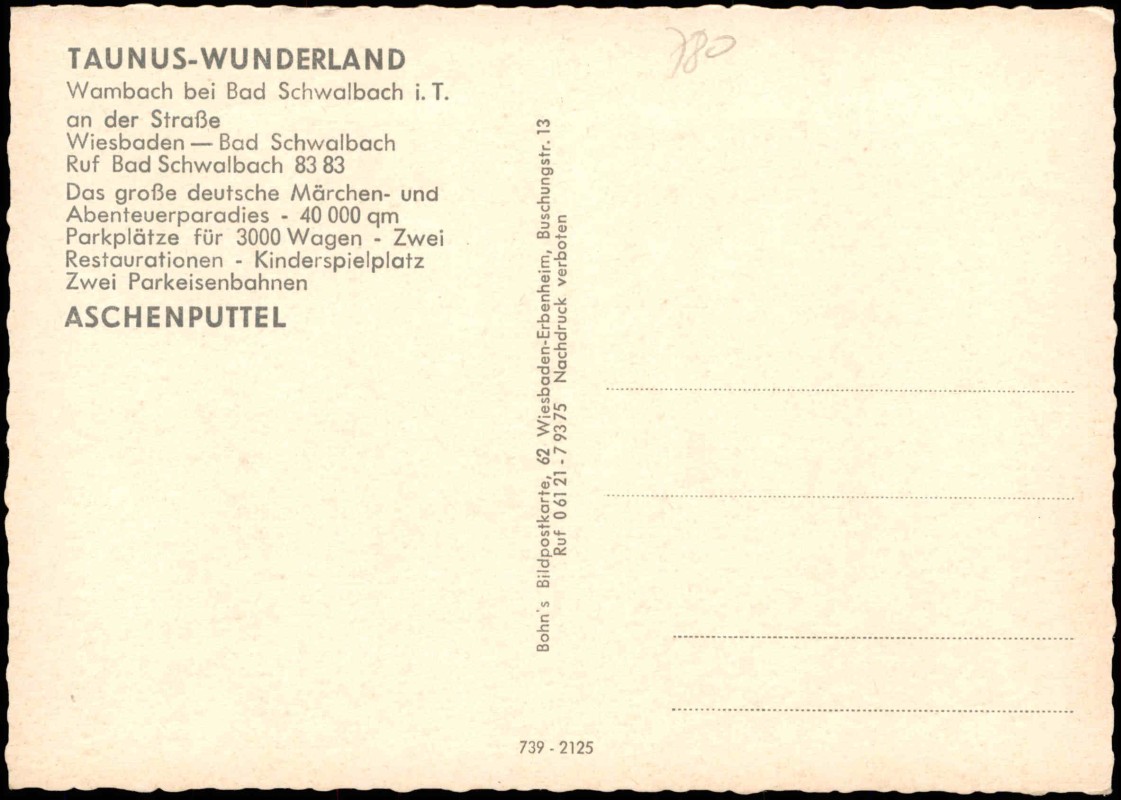 TAUNUS-WUNDERLAND
Wambach bei Bad Schwalbach i. T.
an der Straße
Wiesbaden — Bad Schwalbach
Ruf Bad Schwalbach 83 83
Das große deutsche Märchen- und
Abenteuerparadies - 40 000 qm
Parkplätze für 3000 Wagen - Zwei
Restaurationen - Kinderspielplatz
Zwei Parkeisenbahnen
ASCHENPUTTEL
Bohn's Bildpostkarte, 62 Wiesbaden-Erbenheim, Buschungstr. 13
Ruf 0 61 21 - 7 93 75 Nachdruck verboten
780
739 - 2125